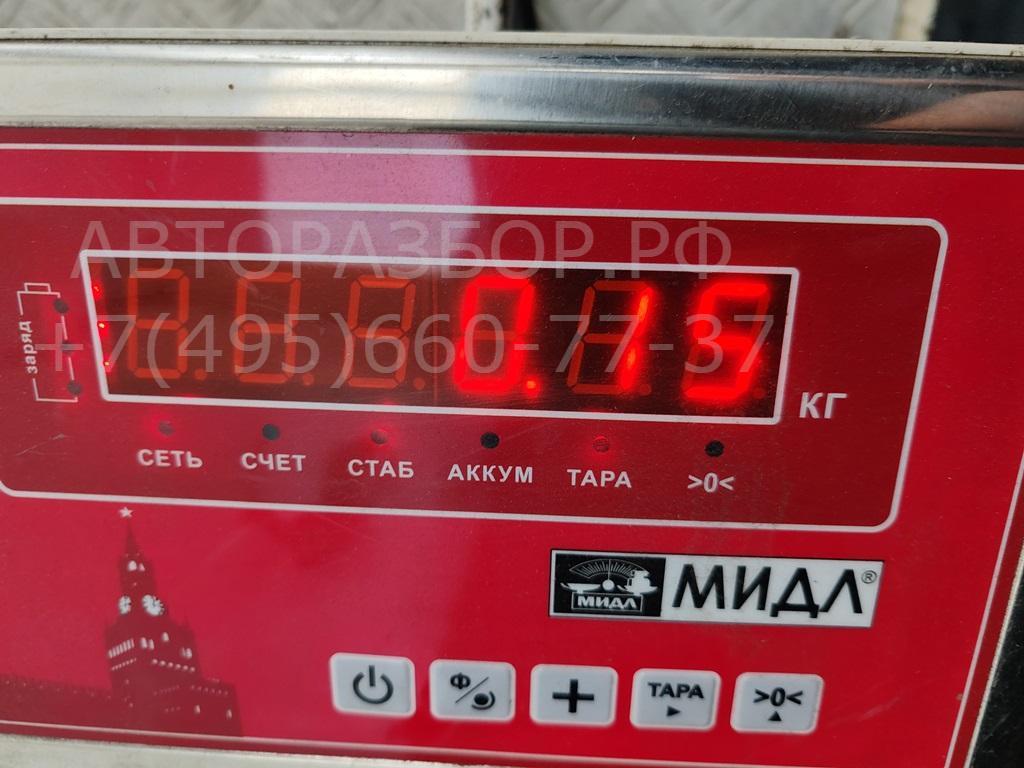 АВТОРАЗБОР.РФ
+7(495)660-77-37
0.15
заряд
КГ
СЕТЬ СЧЕТ СТАБ АККУМ ТАРА >0<
МИДЛ МИДЛ®
Ф ТАРА >0<